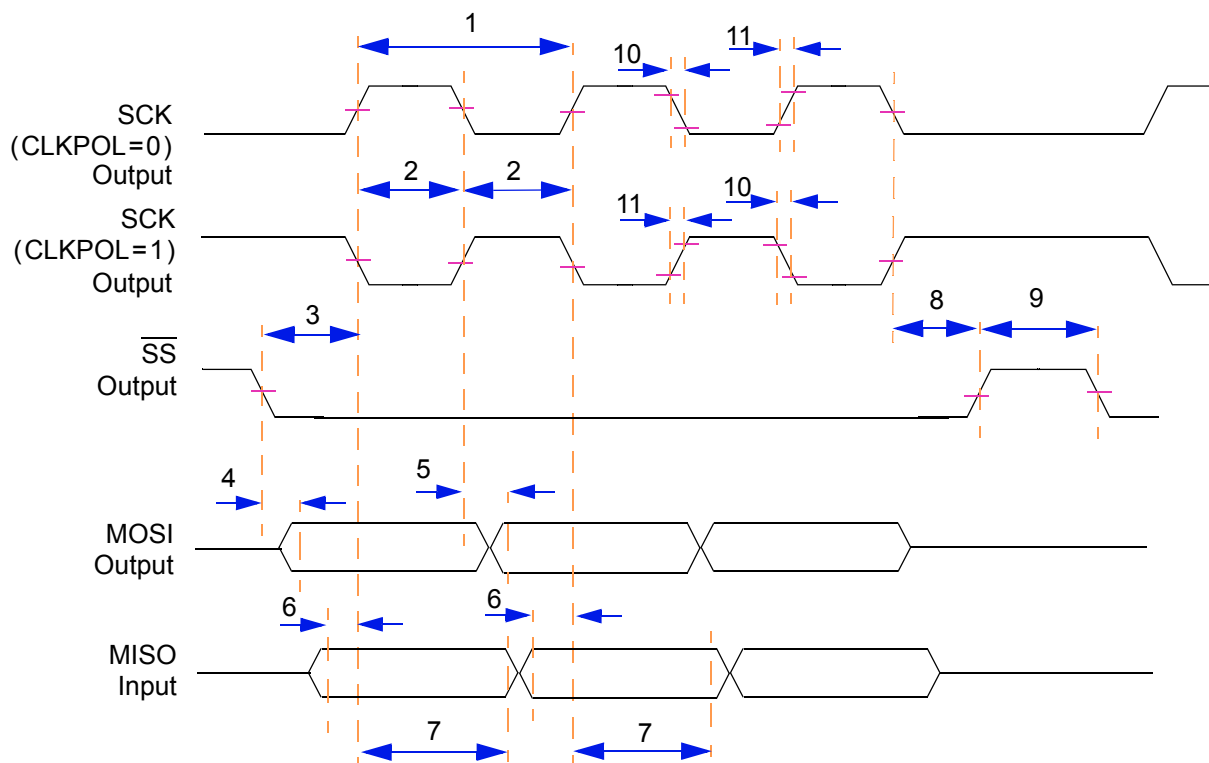 1
10
11
SCK
(CLKPOL=0)
Output
2
2
10
11
SCK
(CLKPOL=1)
Output
3
8
9
SS
Output
4
5
MOSI
Output
6
6
MISO
Input
7
7